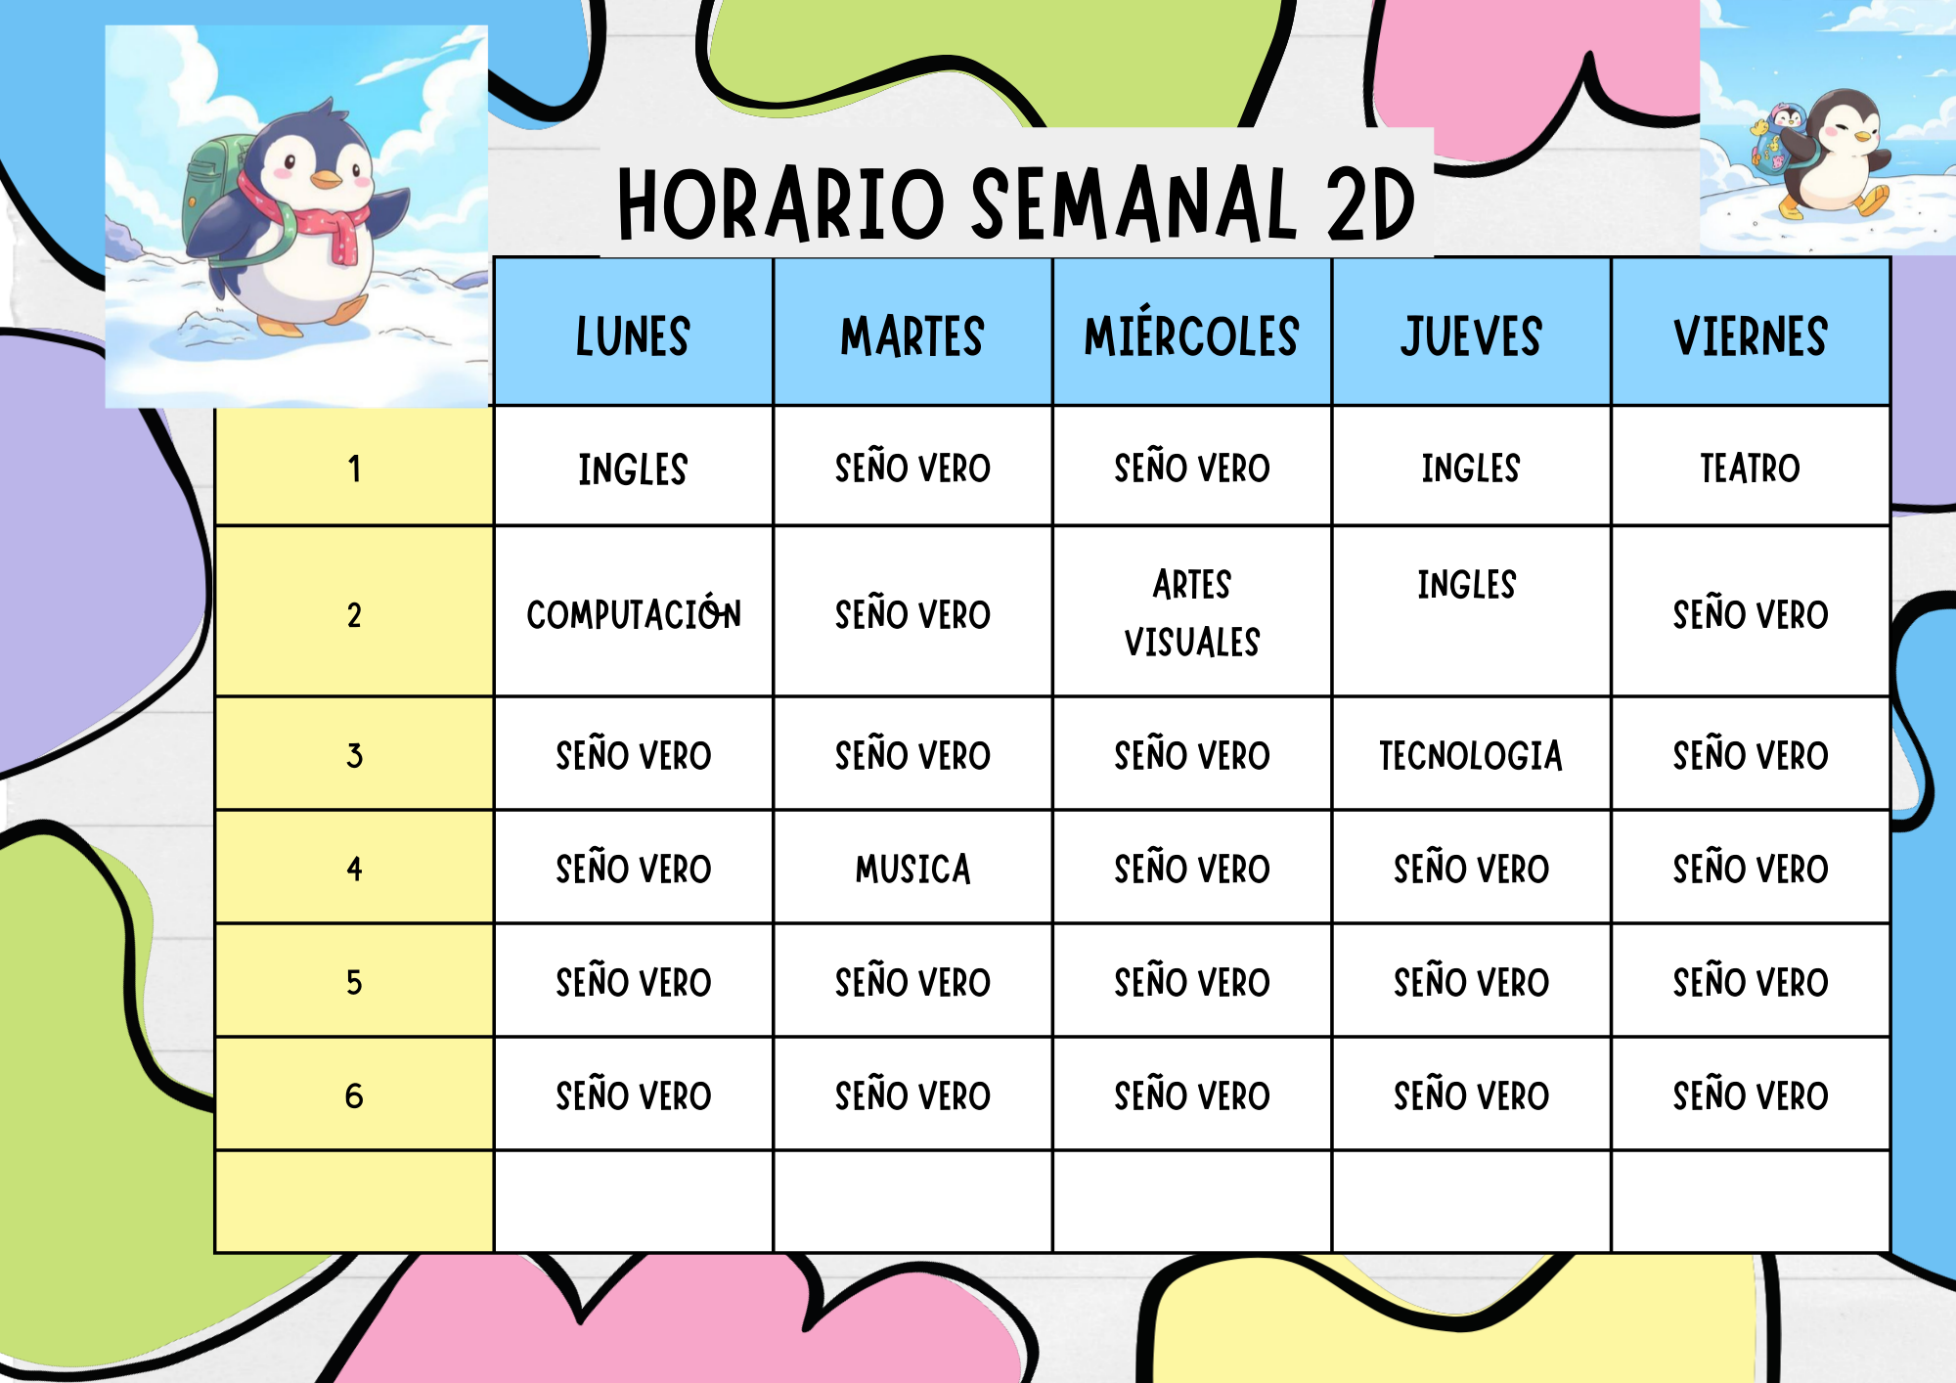 HORARIO SEMANAL 2D
LUNES MARTES MIÉRCOLES JUEVES VIERNES
1 INGLES SEÑO VERO SEÑO VERO INGLES TEATRO
2 COMPUTACIÓN SEÑO VERO ARTES VISUALES INGLES SEÑO VERO
3 SEÑO VERO SEÑO VERO SEÑO VERO TECNOLOGIA SEÑO VERO
4 SEÑO VERO MUSICA SEÑO VERO SEÑO VERO SEÑO VERO
5 SEÑO VERO SEÑO VERO SEÑO VERO SEÑO VERO SEÑO VERO
6 SEÑO VERO SEÑO VERO SEÑO VERO SEÑO VERO SEÑO VERO